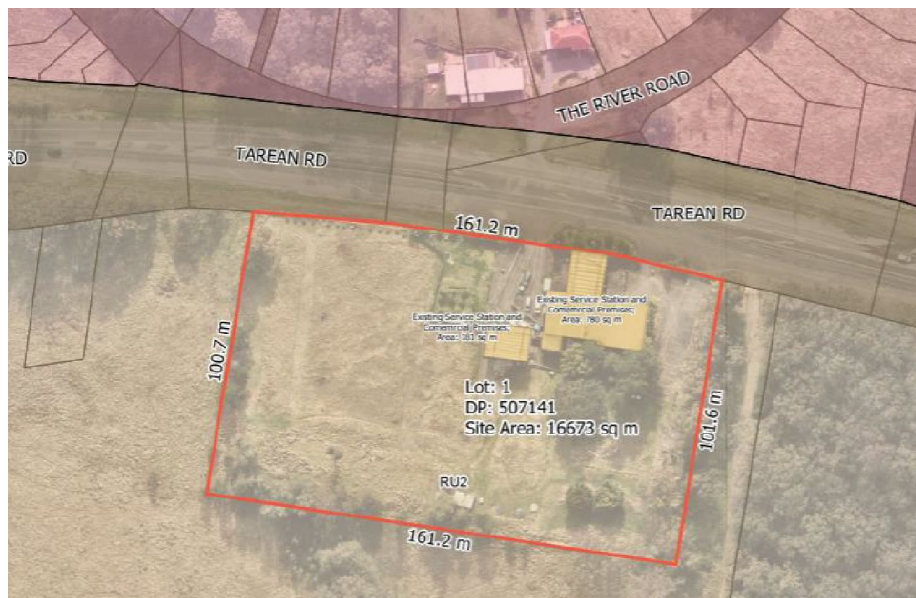 THE RIVER ROAD
RD
TAREAN RD
TAREAN RD
161.2 m
Existing Service Station and
Comemrcial Premises;
Area: 780 sq m
Existing Service Station and
Comemrcial Premises;
Area: 181 sq m
100.7 m
Lot: 1
DP: 507141
Site Area: 16673 sq m
101.6 m
RU2
161.2 m